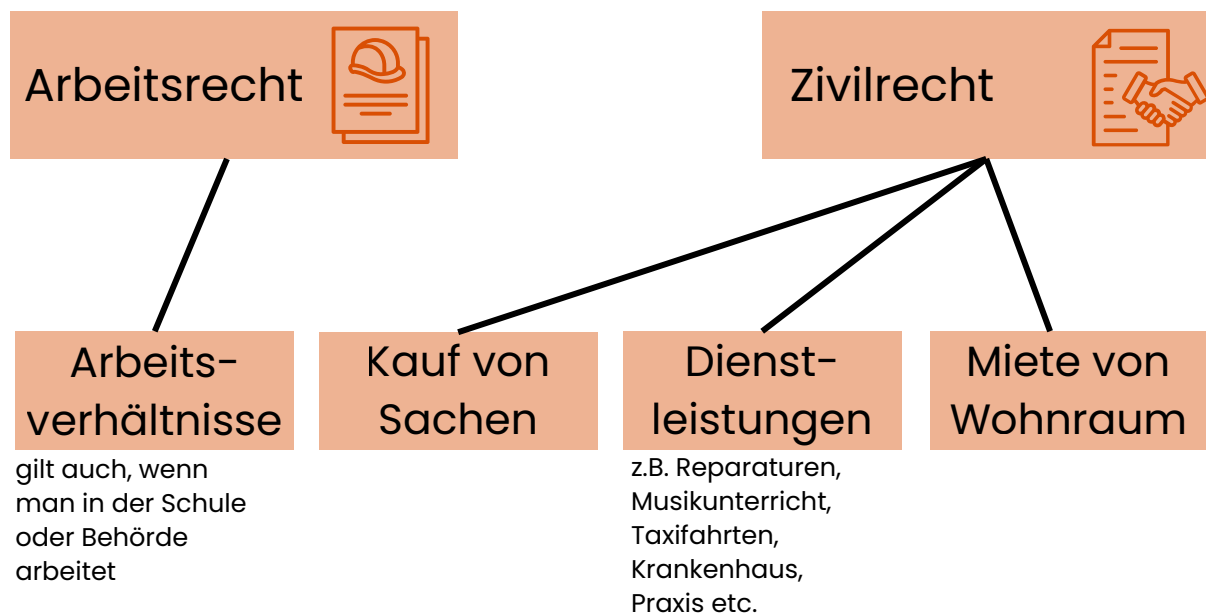 Arbeitsrecht
Zivilrecht
Arbeits-
verhältnisse
gilt auch, wenn
man in der Schule
oder Behörde
arbeitet
Kauf von
Sachen
Dienst-
leistungen
z.B. Reparaturen,
Musikunterricht,
Taxifahrten,
Krankenhaus,
Praxis etc.
Miete von
Wohnraum